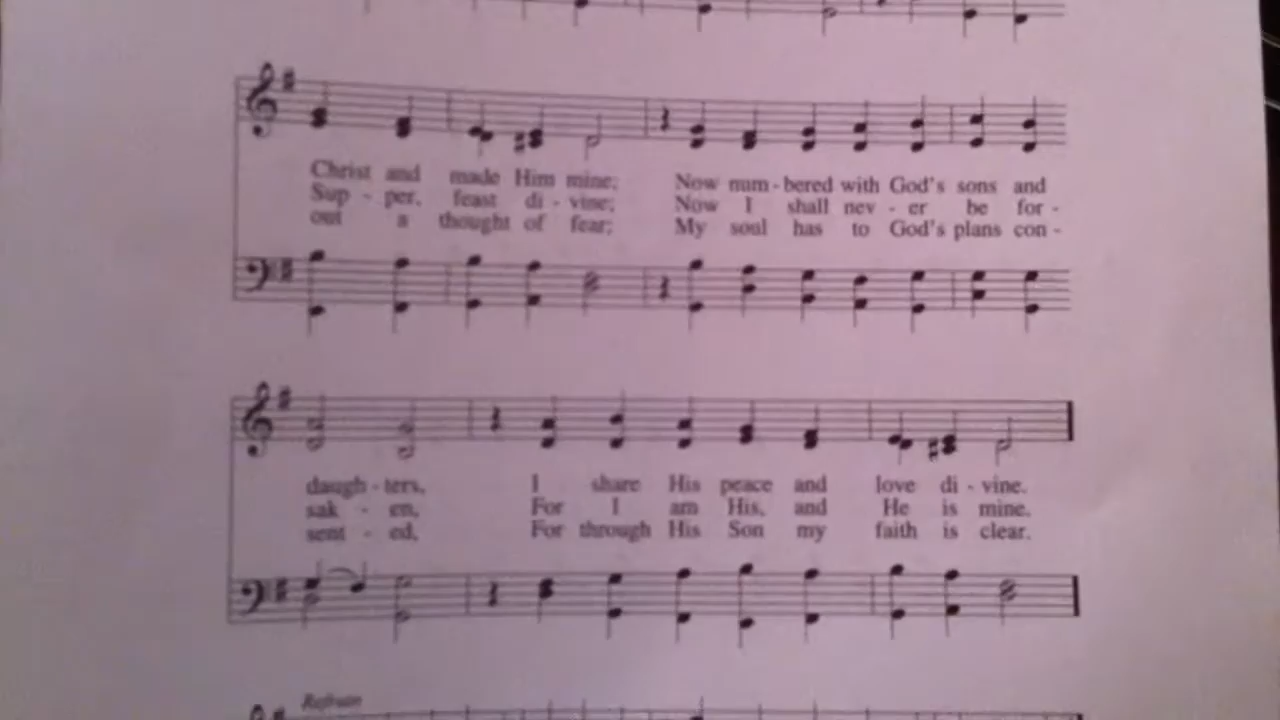 Christ and made Him mine; Now num-bered with God's sons and
Sup - per, feast di - vine; Now I shall nev - er be for -
out a thought of fear; My soul has to God's plans con -
daugh - ters, I share His peace and love di - vine.
sak - en, For I am His, and He is mine.
sent - ed, For through His Son my faith is clear.
Refrain